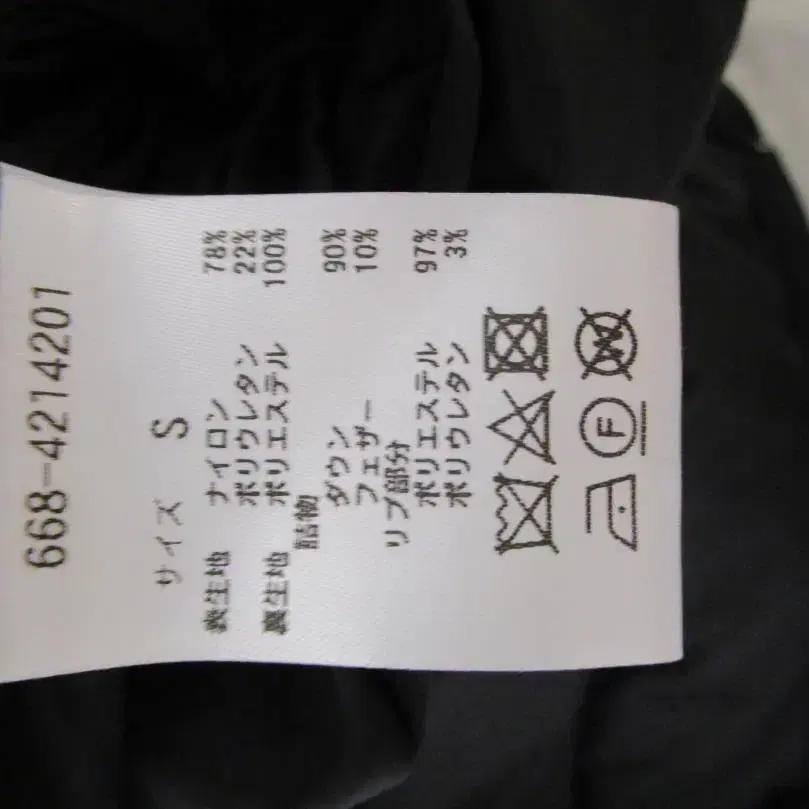 668-4214201
サイズ S
表生地 ナイロン 78%
ポリウレタン 22%
裏生地 ポリエステル 100%
詰物
ダウン 90%
フェザー 10%
リブ部分
ポリエステル 97%
ポリウレタン 3%
W
F